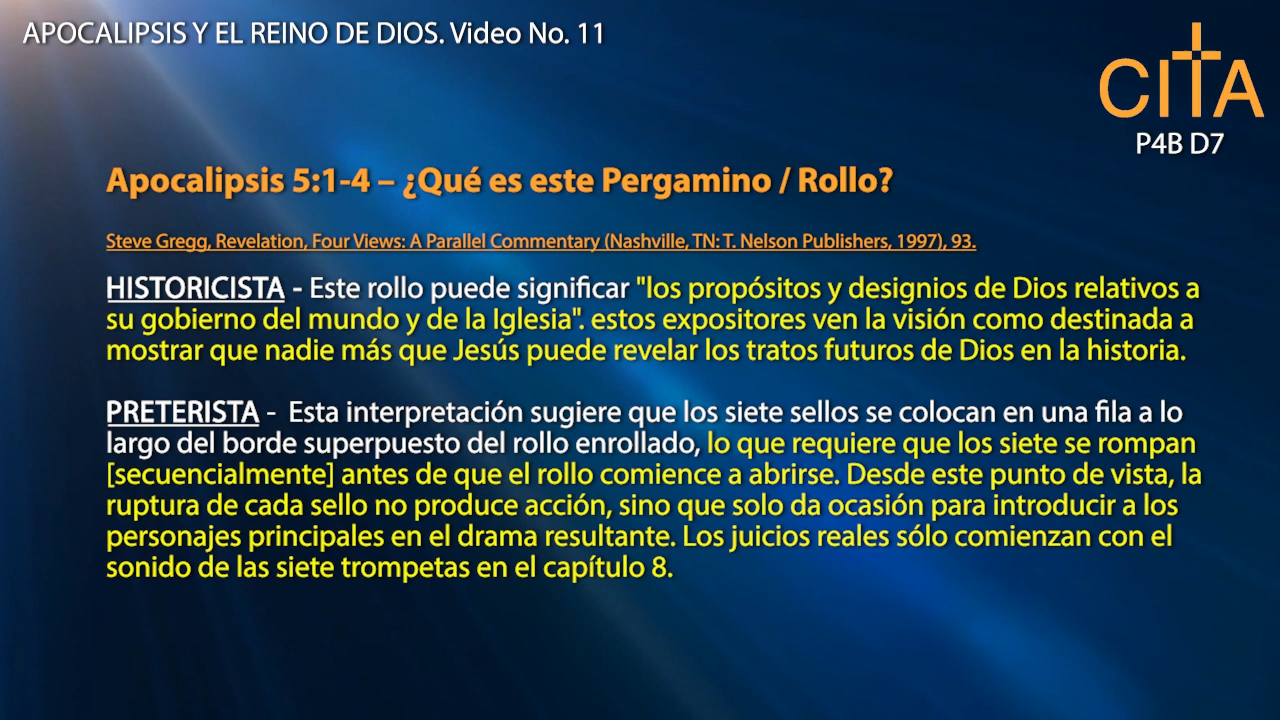 APOCALIPSIS Y EL REINO DE DIOS. Video No. 11
CITA
P4B D7
Apocalipsis 5:1-4 – ¿Qué es este Pergamino / Rollo?
Steve Gregg, Revelation, Four Views: A Parallel Commentary (Nashville, TN: T. Nelson Publishers, 1997), 93.
HISTORICISTA - Este rollo puede significar "los propósitos y designios de Dios relativos a
su gobierno del mundo y de la Iglesia". estos expositores ven la visión como destinada a
mostrar que nadie más que Jesús puede revelar los tratos futuros de Dios en la historia.
PRETERISTA - Esta interpretación sugiere que los siete sellos se colocan en una fila a lo
largo del borde superpuesto del rollo enrollado, lo que requiere que los siete se rompan
[secuencialmente] antes de que el rollo comience a abrirse. Desde este punto de vista, la
ruptura de cada sello no produce acción, sino que solo da ocasión para introducir a los
personajes principales en el drama resultante. Los juicios reales sólo comienzan con el
sonido de las siete trompetas en el capítulo 8.